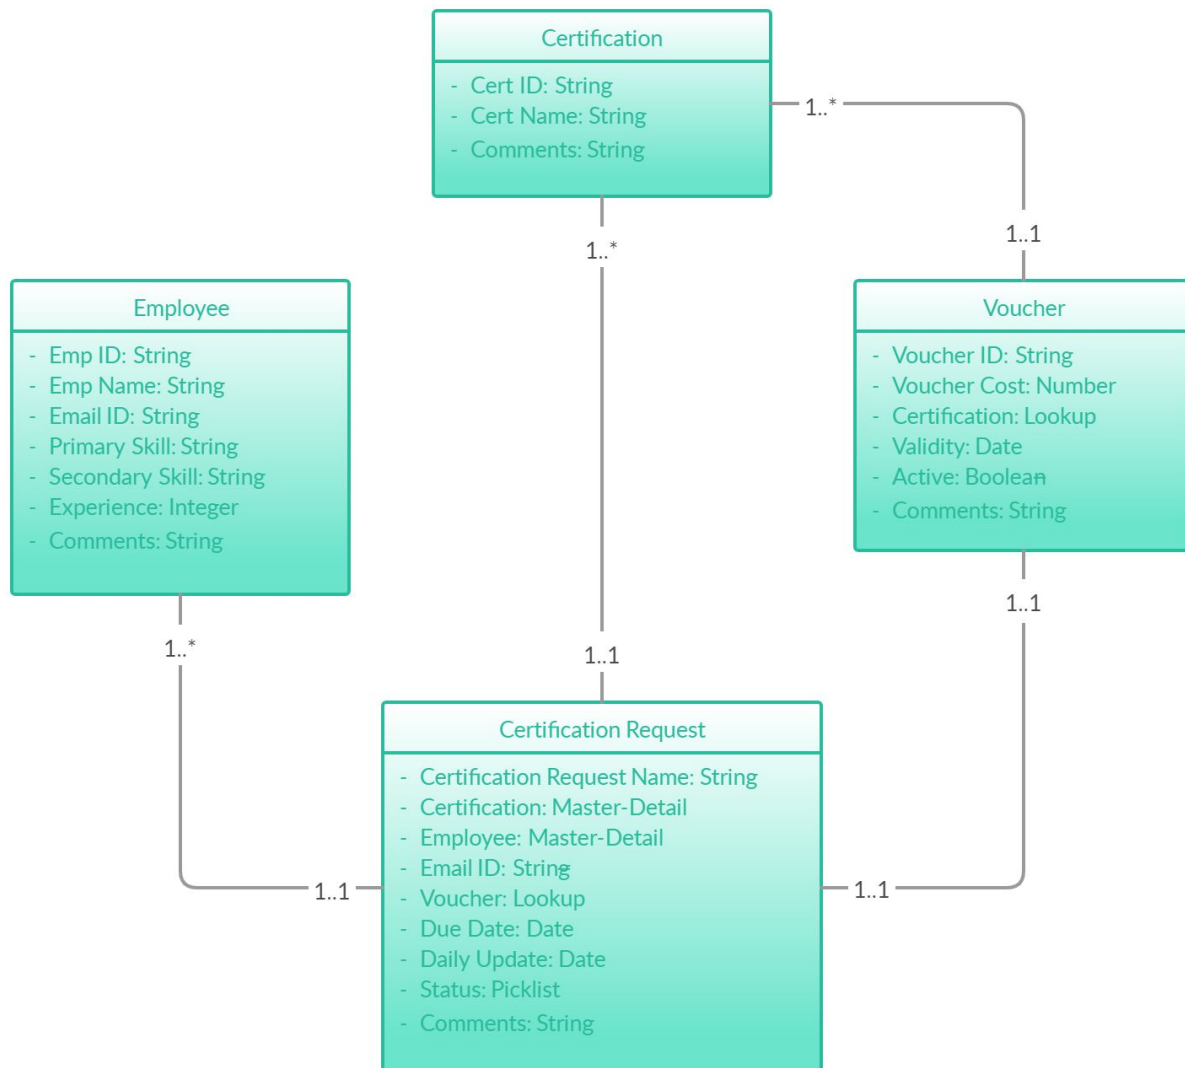 Certification
- Cert ID: String
- Cert Name: String
- Comments: String
1..*
1..1
1..*
Employee
- Emp ID: String
- Emp Name: String
- Email ID: String
- Primary Skill: String
- Secondary Skill: String
- Experience: Integer
- Comments: String
Voucher
- Voucher ID: String
- Voucher Cost: Number
- Certification: Lookup
- Validity: Date
- Active: Boolean
- Comments: String
1..1
1..*
1..1
Certification Request
- Certification Request Name: String
- Certification: Master-Detail
- Employee: Master-Detail
- Email ID: String
- Voucher: Lookup
- Due Date: Date
- Daily Update: Date
- Status: Picklist
- Comments: String
1..1
1..1